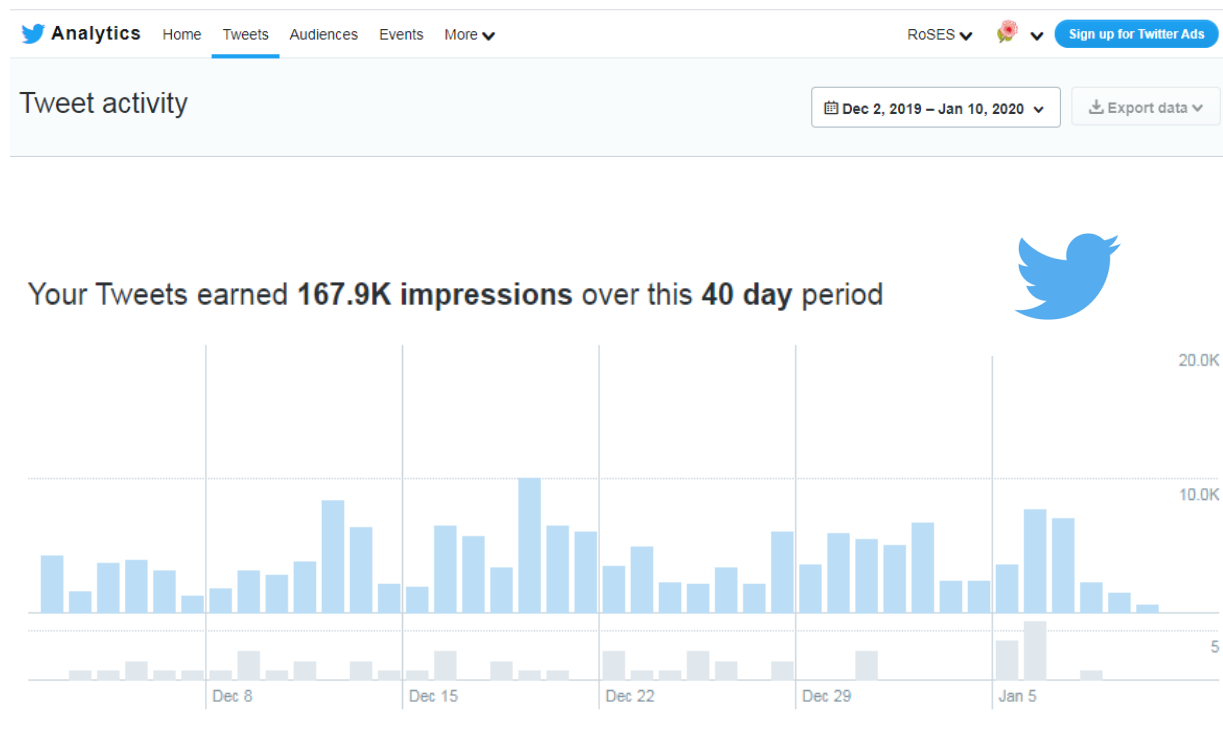 Analytics Home Tweets Audiences Events More RoSES Sign up for Twitter Ads
Tweet activity Dec 2, 2019 – Jan 10, 2020 Export data
Your Tweets earned 167.9K impressions over this 40 day period
20.0K
10.0K
5
Dec 8 Dec 15 Dec 22 Dec 29 Jan 5